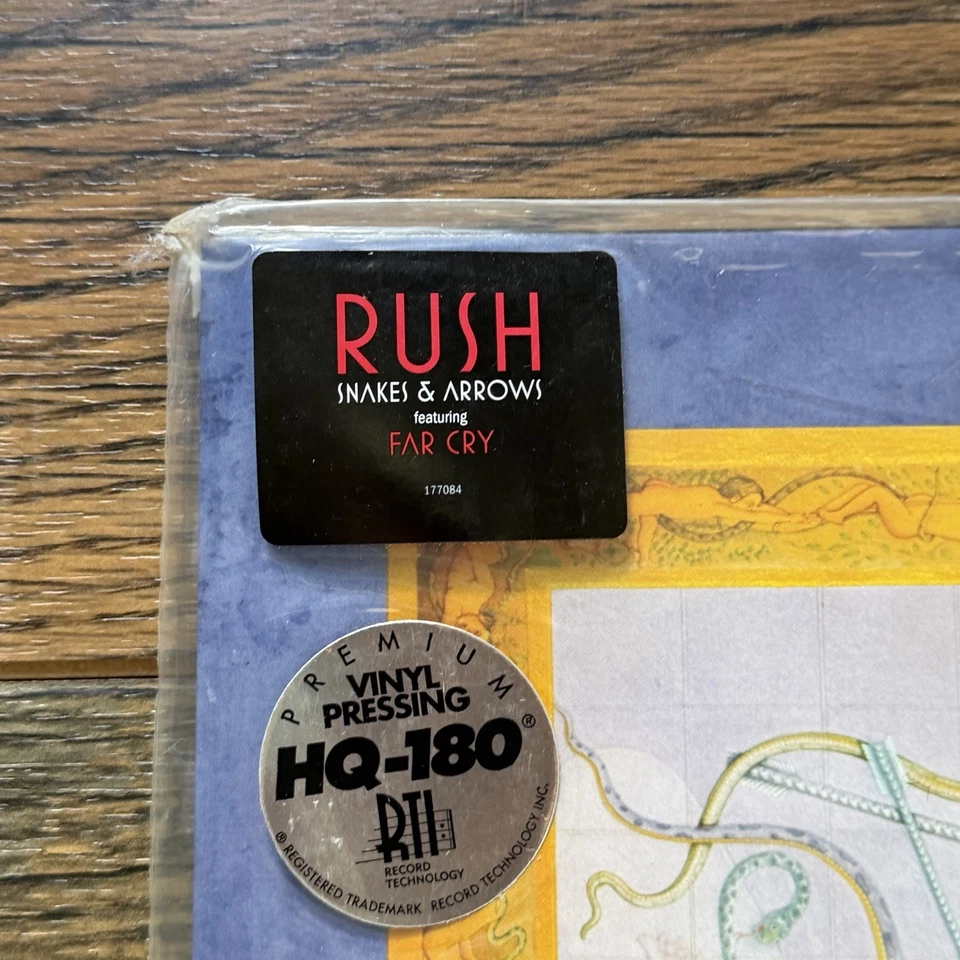 RUSH
SNAKES & ARROWS
featuring
FAR CRY
177084
PREMIUM
VINYL
PRESSING
HQ-180®
RTI
RECORD
TECHNOLOGY
® REGISTERED TRADEMARK RECORD TECHNOLOGY INC.